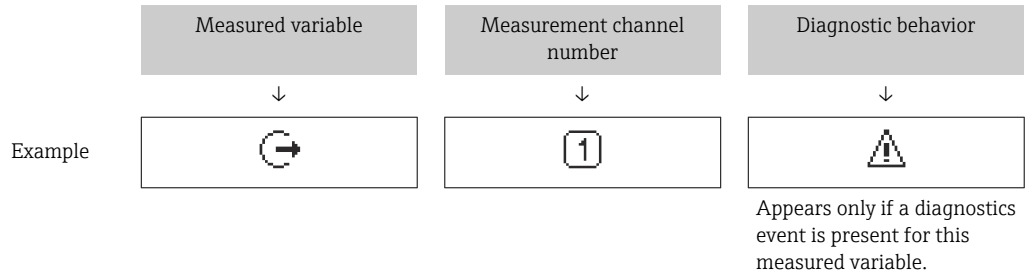 Measured variable
Measurement channel
number
Diagnostic behavior
↓ ↓ ↓
Example
1
Appears only if a diagnostics
event is present for this
measured variable.